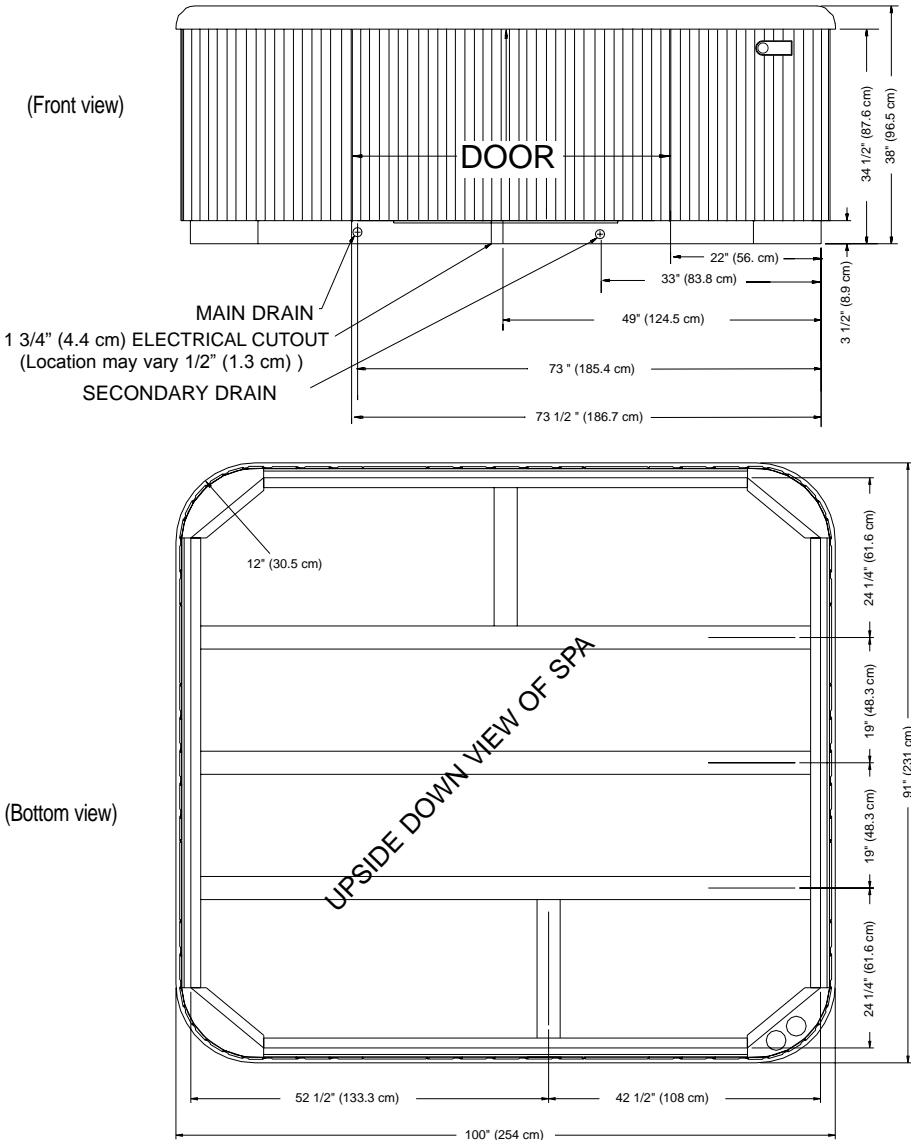 (Front view)
DOOR
34 1/2" (87.6 cm)
38" (96.5 cm)
22" (56. cm)
3 1/2" (8.9 cm)
33" (83.8 cm)
MAIN DRAIN
49" (124.5 cm)
1 3/4” (4.4 cm) ELECTRICAL CUTOUT
(Location may vary 1/2” (1.3 cm) )
73 " (185.4 cm)
SECONDARY DRAIN
73 1/2 " (186.7 cm)
12" (30.5 cm)
24 1/4" (61.6 cm)
UPSIDE DOWN VIEW OF SPA
19" (48.3 cm)
91" (231 cm)
(Bottom view)
19" (48.3 cm)
24 1/4" (61.6 cm)
52 1/2" (133.3 cm)
42 1/2" (108 cm)
100" (254 cm)